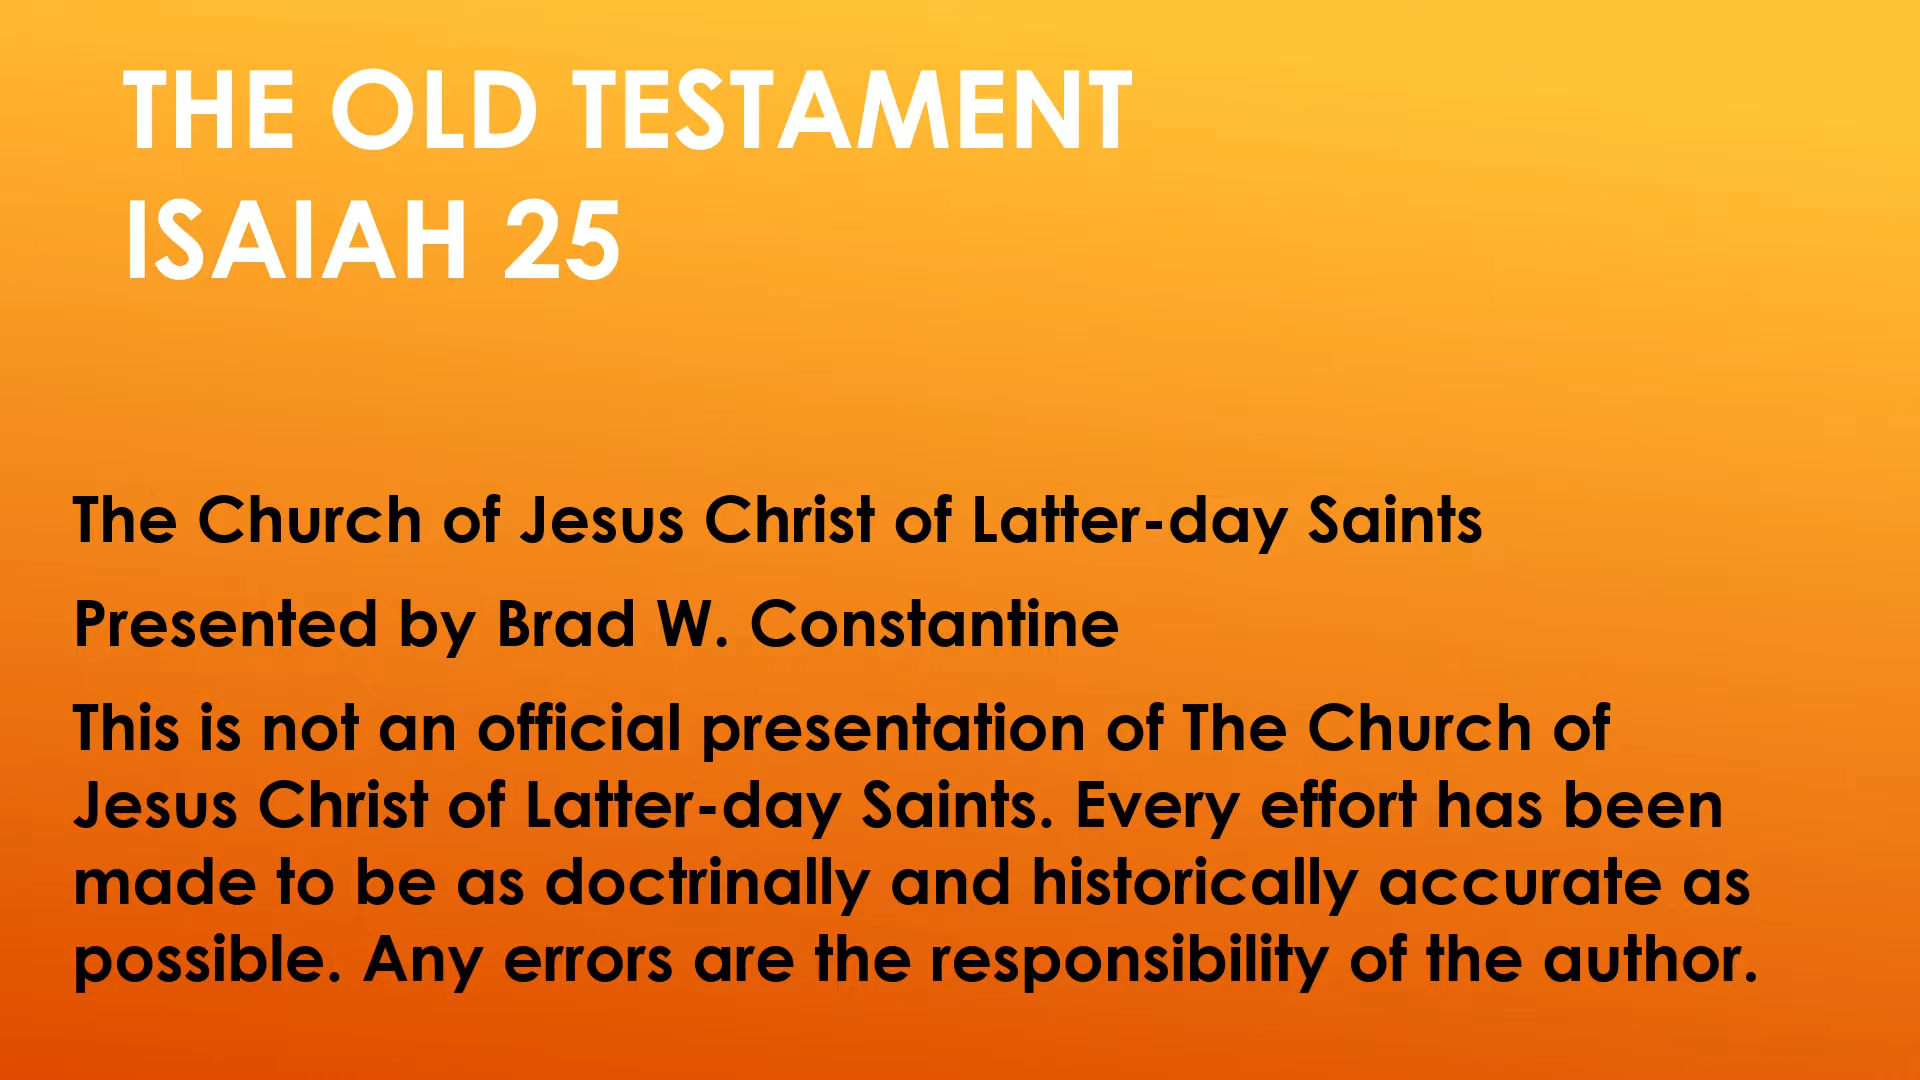 THE OLD TESTAMENT
ISAIAH 25
The Church of Jesus Christ of Latter-day Saints
Presented by Brad W. Constantine
This is not an official presentation of The Church of
Jesus Christ of Latter-day Saints. Every effort has been
made to be as doctrinally and historically accurate as
possible. Any errors are the responsibility of the author.